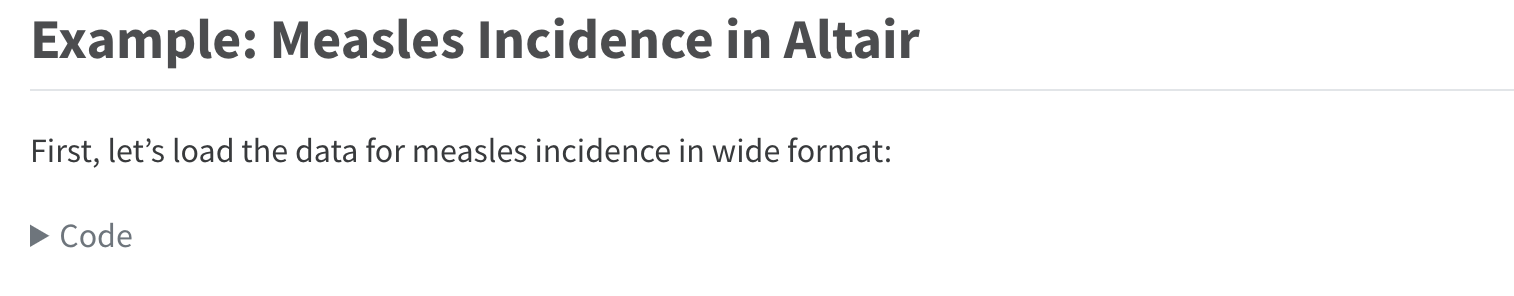 Example: Measles Incidence in Altair
First, let’s load the data for measles incidence in wide format:
Code